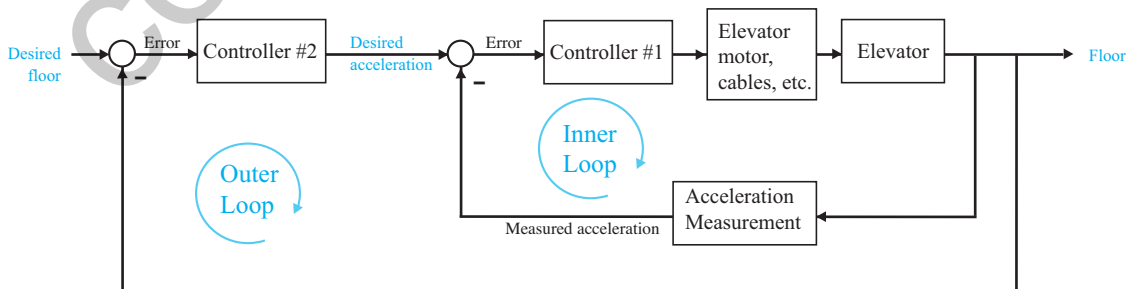 Desired
floor
Error
Controller #2
Desired
acceleration
Error
Controller #1
Elevator
motor,
cables, etc.
Elevator
Floor
Inner
Loop
Outer
Loop
Acceleration
Measurement
Measured acceleration